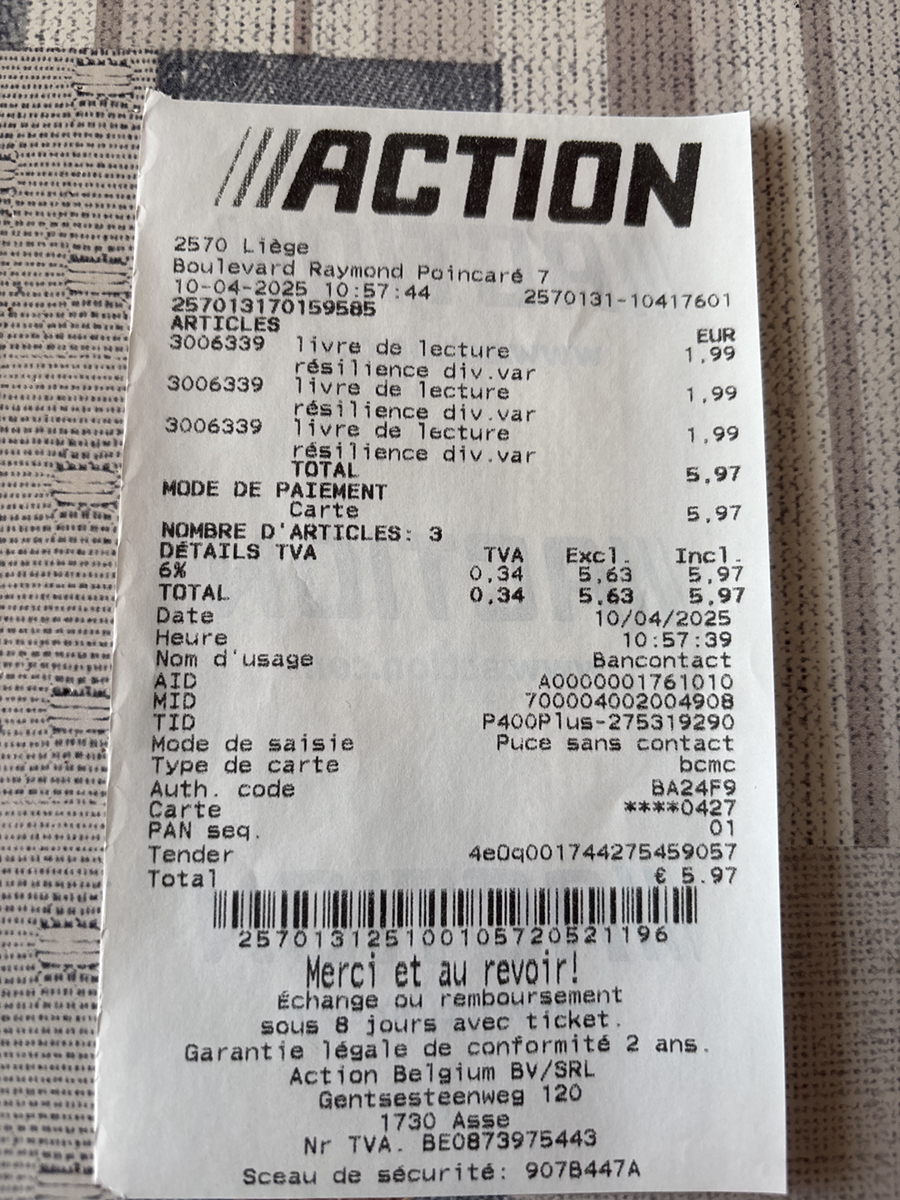 ACTION
2570 Liège
Boulevard Raymond Poincaré 7
10-04-2025 10:57:44 2570131-10417601
257013170159585
ARTICLES EUR
3006339 livre de lecture 1,99
résilience div.var
3006339 livre de lecture 1,99
résilience div.var
3006339 livre de lecture 1,99
résilience div.var
TOTAL 5,97
MODE DE PAIEMENT
Carte 5,97
NOMBRE D'ARTICLES: 3
DÉTAILS TVA TVA Excl. Incl.
6% 0,34 5,63 5,97
TOTAL 0,34 5,63 5,97
Date 10/04/2025
Heure 10:57:39
Nom d'usage Bancontact
AID A0000001761010
MID 700004002004908
TID P400Plus-275319290
Mode de saisie Puce sans contact
Type de carte bcmc
Auth. code BA24F9
Carte ****0427
PAN seq. 01
Tender 4e0q001744275459057
Total € 5.97
257013125100105720521196
Merci et au revoir!
Échange ou remboursement
sous 8 jours avec ticket.
Garantie légale de conformité 2 ans.
Action Belgium BV/SRL
Gentsesteenweg 120
1730 Asse
Nr TVA. BE0873975443
Sceau de sécurité: 907B447A